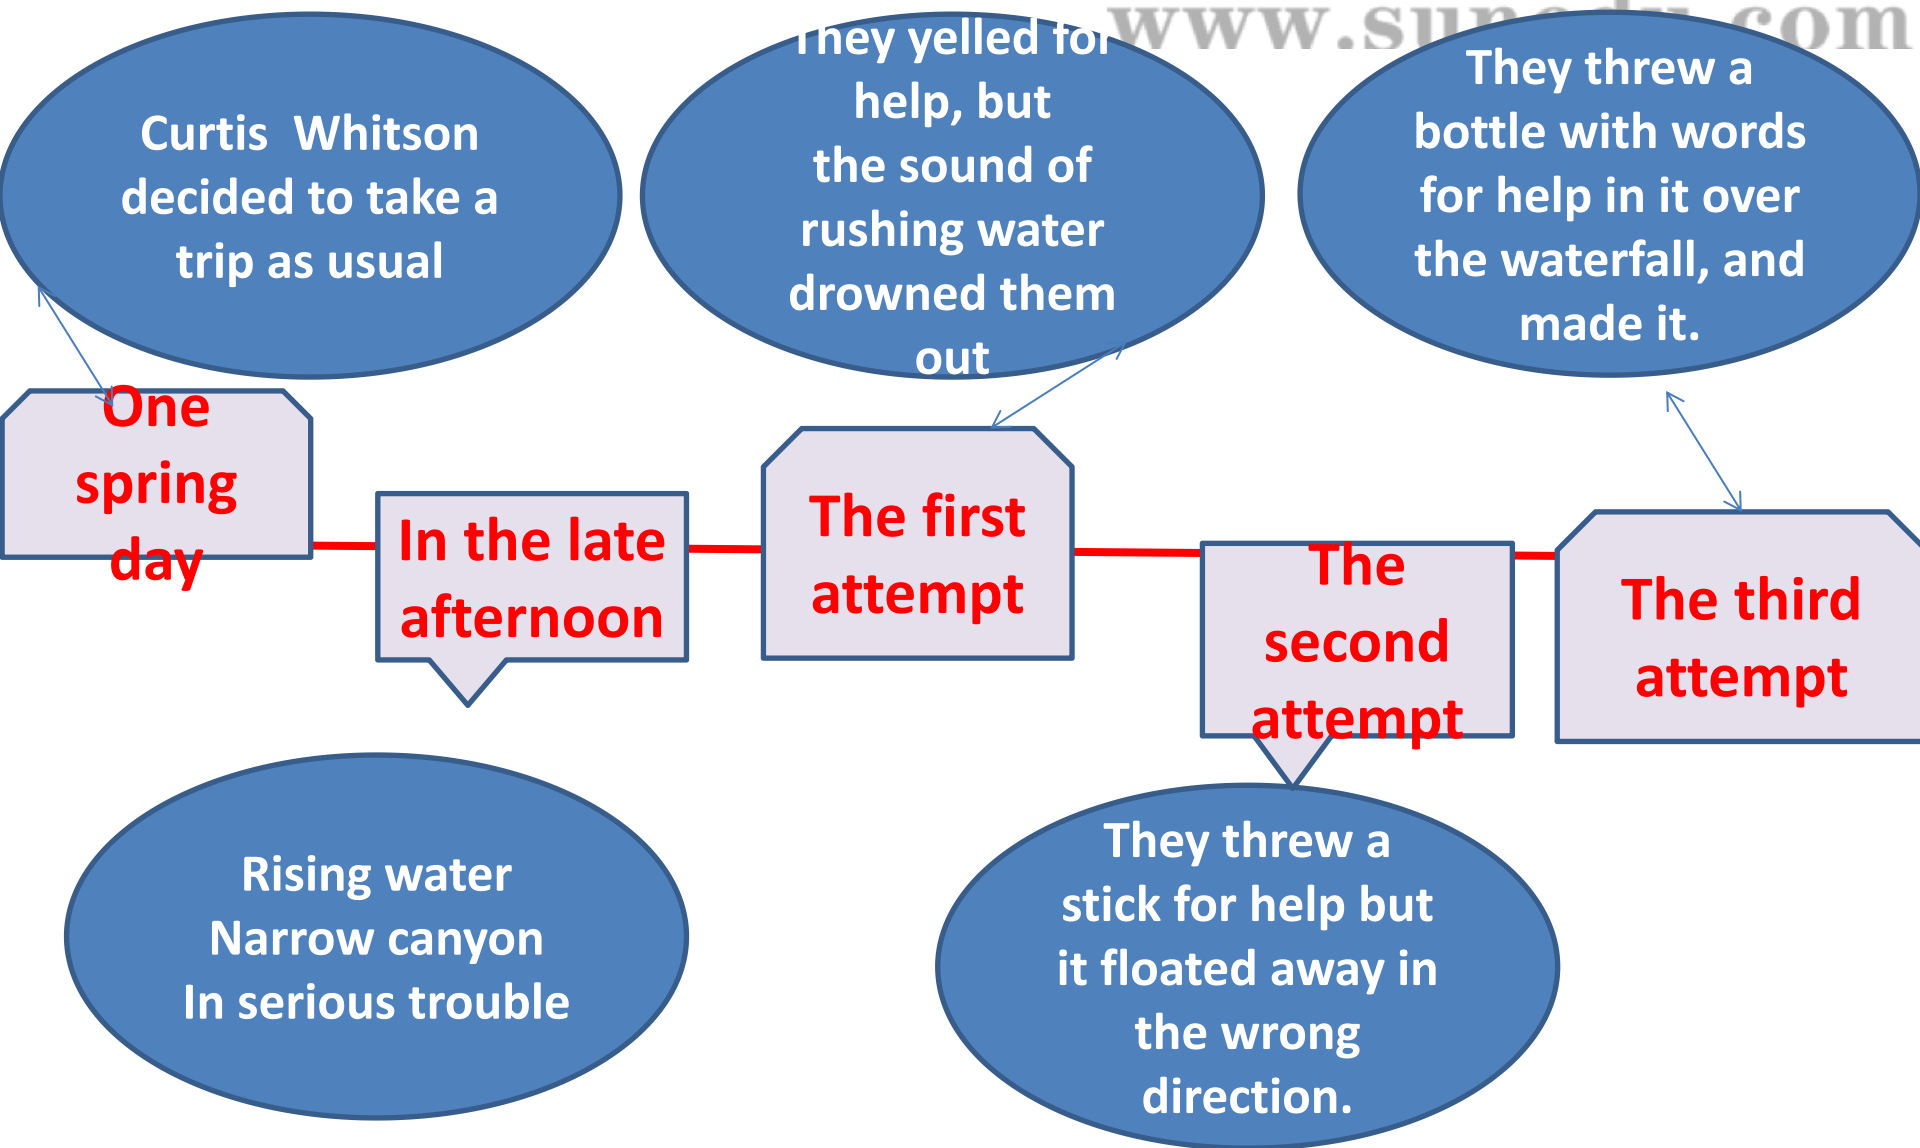 www.sunedu.com
Curtis  Whitson
decided to take a
trip as usual
They yelled for
help, but
the sound of
rushing water
drowned them
out
They threw a
bottle with words
for help in it over
the waterfall, and
made it.
One
spring
day
In the late
afternoon
The first
attempt
The
second
attempt
The third
attempt
Rising water
Narrow canyon
In serious trouble
They threw a
stick for help but
it floated away in
the wrong
direction.